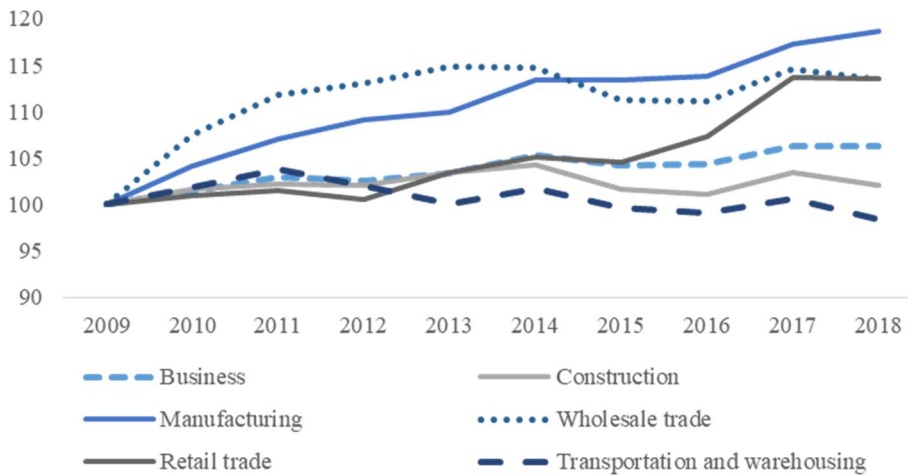 120
115
110
105
100
95
90
2009 2010 2011 2012 2013 2014 2015 2016 2017 2018
Business Construction
Manufacturing Wholesale trade
Retail trade Transportation and warehousing